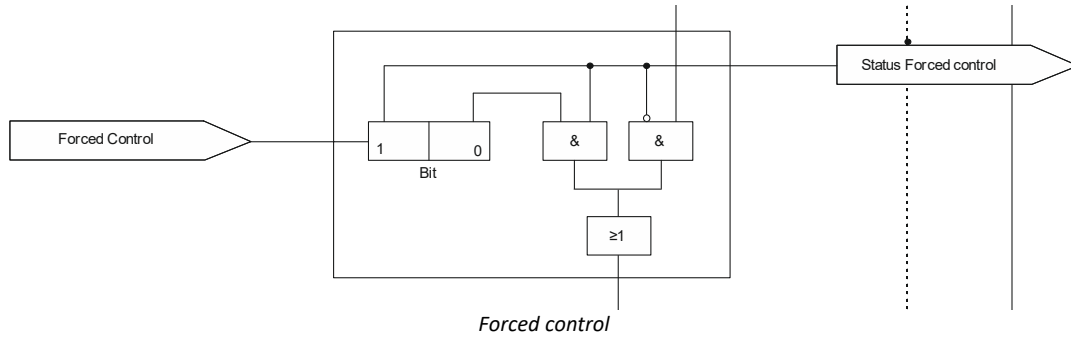 Status Forced control
Forced Control
1
0
&
&
Bit
≥1
Forced control